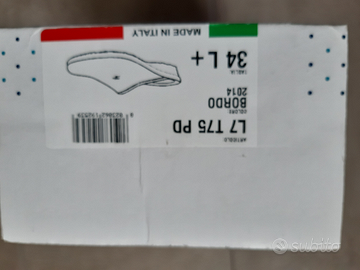 MADE IN ITALY
34 L+
TAGLIA
2014
BORDO
COLORE
L7 T75 PD
ARTICOLO
subito